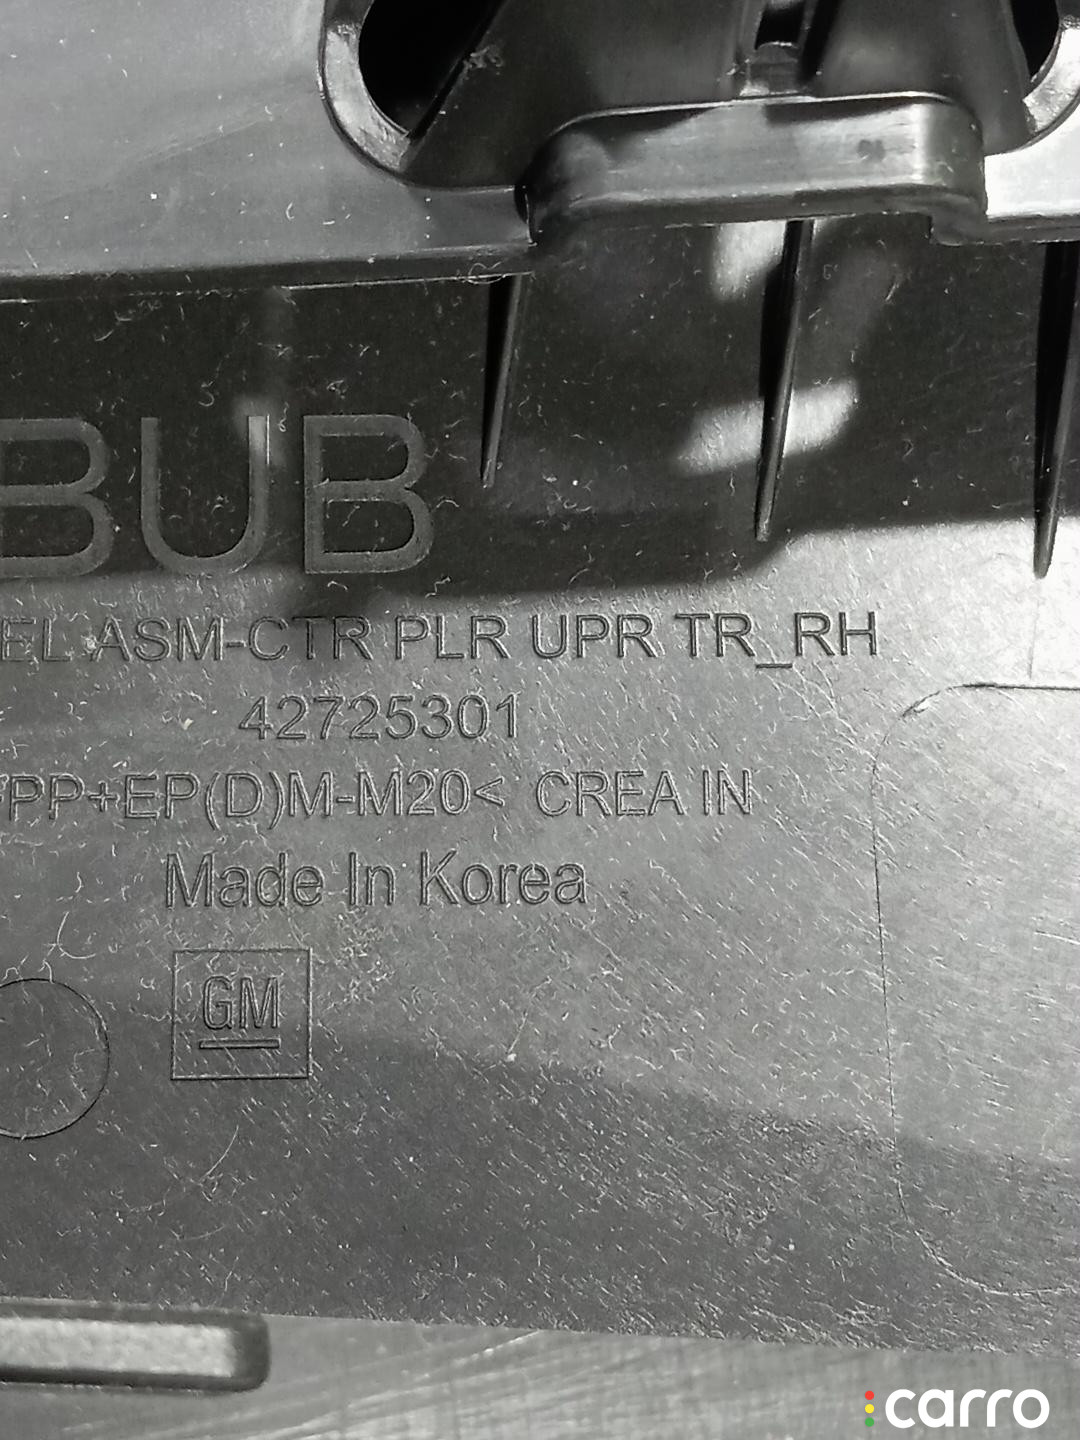 BUB
EL ASM-CTR PLR UPR TR_RH
42725301
PP+EP(D)M-M20< CREA IN
Made In Korea
GM
carro